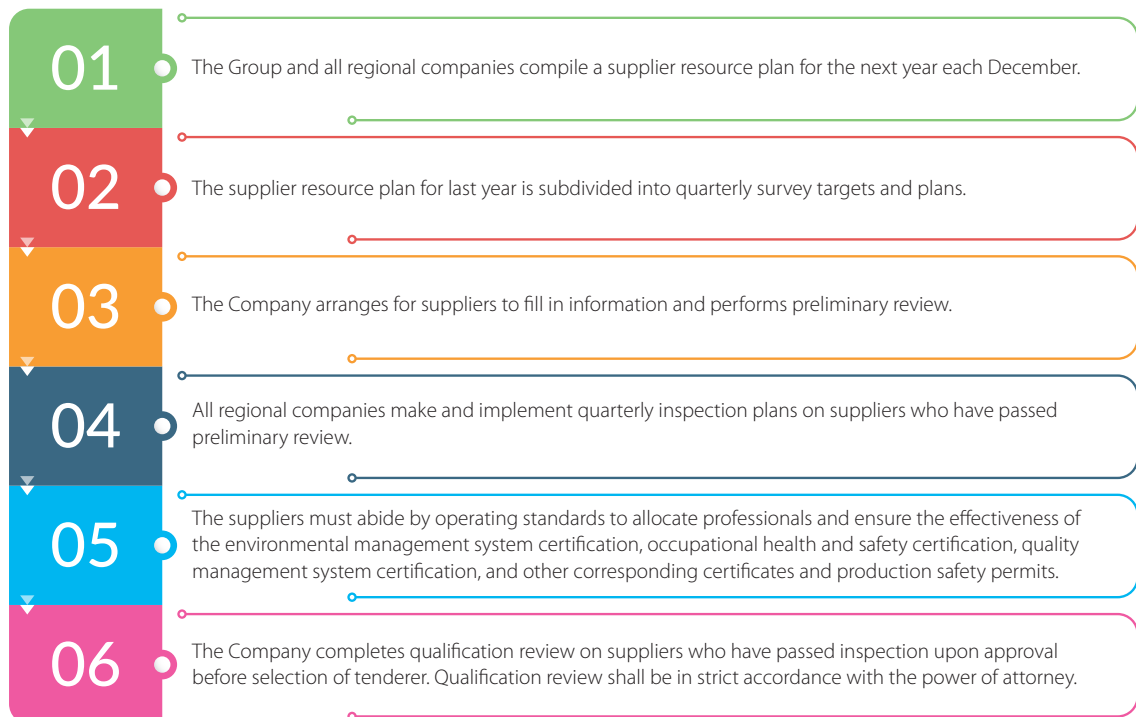 01
The Group and all regional companies compile a supplier resource plan for the next year each December.
02
The supplier resource plan for last year is subdivided into quarterly survey targets and plans.
03
The Company arranges for suppliers to fill in information and performs preliminary review.
04
All regional companies make and implement quarterly inspection plans on suppliers who have passed
preliminary review.
05
The suppliers must abide by operating standards to allocate professionals and ensure the effectiveness of
the environmental management system certification, occupational health and safety certification, quality
management system certification, and other corresponding certificates and production safety permits.
06
The Company completes qualification review on suppliers who have passed inspection upon approval
before selection of tenderer. Qualification review shall be in strict accordance with the power of attorney.